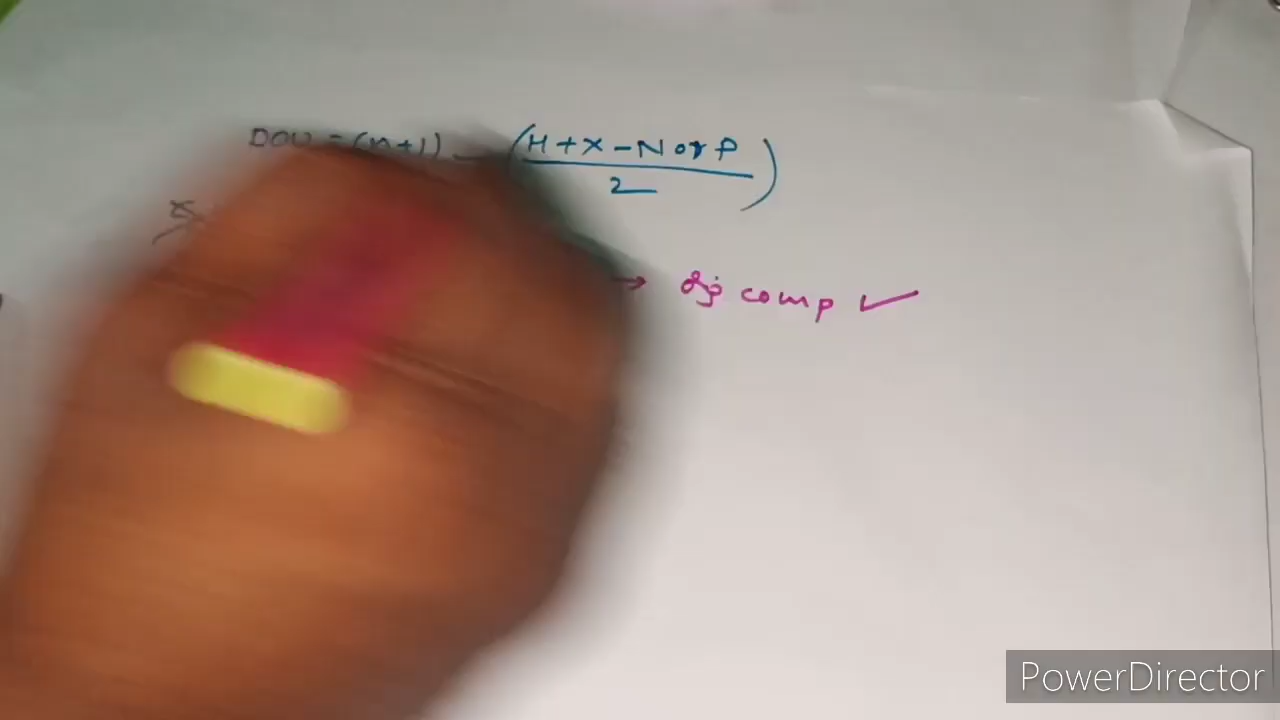 DOU = (n+1) - (H+X-N or P / 2)
→ comp ✓
PowerDirector